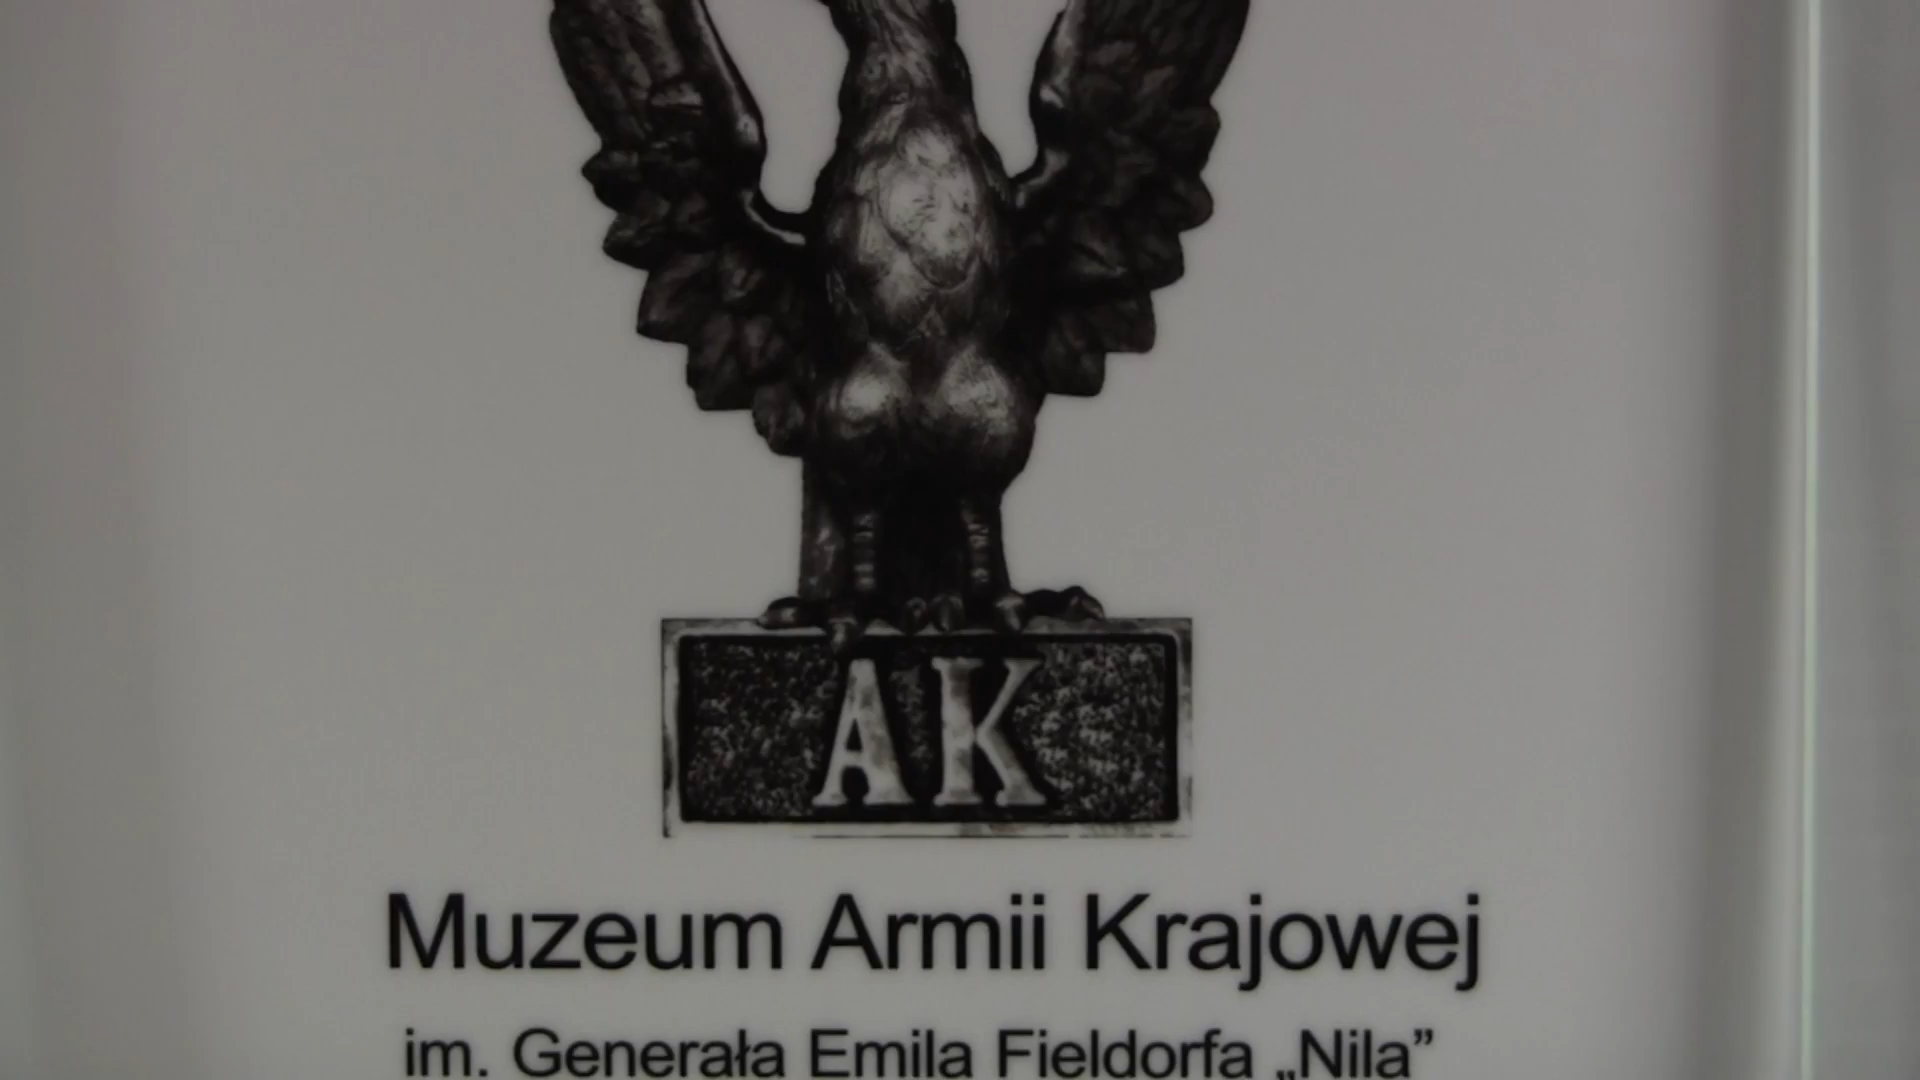 AK
Muzeum Armii Krajowej
im. Generała Emila Fieldorfa „Nila”